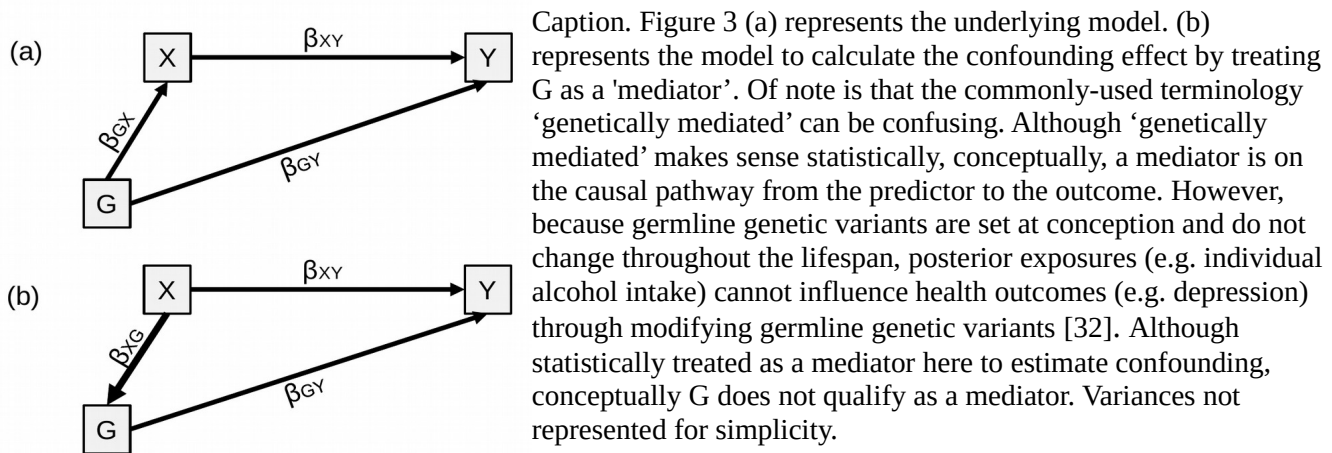 (a)
X
βXY
Y
βGX
βGY
G
(b)
X
βXY
Y
βXG
βGY
G
Caption. Figure 3 (a) represents the underlying model. (b)
represents the model to calculate the confounding effect by treating
G as a 'mediator’. Of note is that the commonly-used terminology
‘genetically mediated’ can be confusing. Although ‘genetically
mediated’ makes sense statistically, conceptually, a mediator is on
the causal pathway from the predictor to the outcome. However,
because germline genetic variants are set at conception and do not
change throughout the lifespan, posterior exposures (e.g. individual
alcohol intake) cannot influence health outcomes (e.g. depression)
through modifying germline genetic variants [32]. Although
statistically treated as a mediator here to estimate confounding,
conceptually G does not qualify as a mediator. Variances not
represented for simplicity.